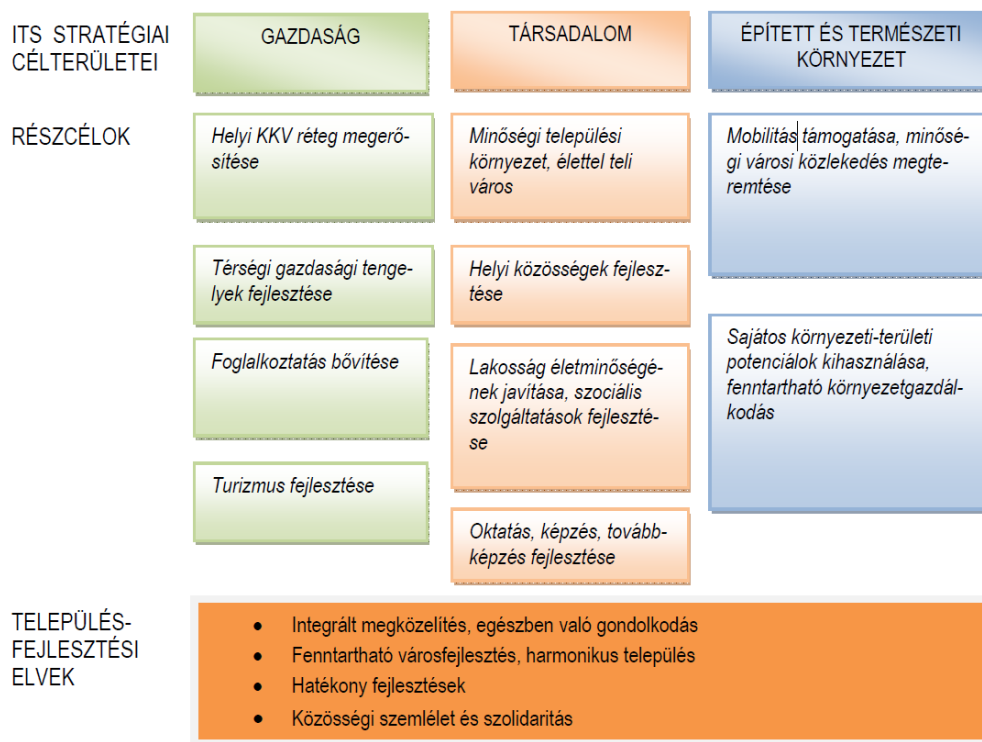 ITS STRATÉGIAI
CÉLTERÜLETEI
GAZDASÁG
TÁRSADALOM
ÉPÍTETT ÉS TERMÉSZETI
KÖRNYEZET
RÉSZCÉLOK
Helyi KKV réteg megerő-
sítése
Minőségi települési
környezet, élettel teli
város
Mobilitás támogatása, minősé-
gi városi közlekedés megte-
remtése
Térségi gazdasági tenge-
lyek fejlesztése
Helyi közösségek fejlesz-
tése
Foglalkoztatás bővítése
Lakosság életminőségé-
nek javítása, szociális
szolgáltatások fejleszté-
se
Sajátos környezeti-területi
potenciálok kihasználása,
fenntartható környezetgazdál-
kodás
Turizmus fejlesztése
Oktatás, képzés, tovább-
képzés fejlesztése
TELEPÜLÉS-
FEJLESZTÉSI
ELVEK
• Integrált megközelítés, egészben való gondolkodás
• Fenntartható városfejlesztés, harmonikus település
• Hatékony fejlesztések
• Közösségi szemlélet és szolidaritás